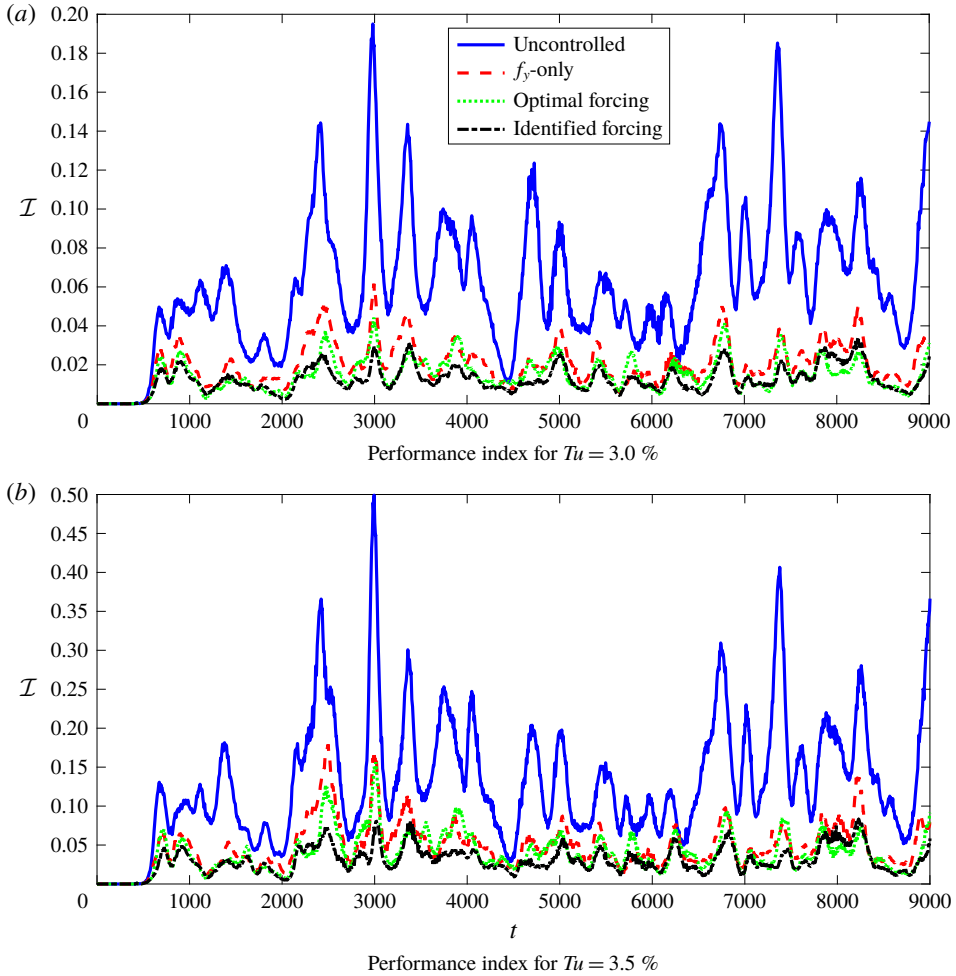 (a)
0.20
0.18
0.16
0.14
0.12
0.10
0.08
0.06
0.04
0.02
ℐ
Uncontrolled
f_y-only
Optimal forcing
Identified forcing
0 1000 2000 3000 4000 5000 6000 7000 8000 9000
Performance index for Tu = 3.0 %
(b)
0.50
0.45
0.40
0.35
0.30
0.25
0.20
0.15
0.10
0.05
ℐ
0 1000 2000 3000 4000 5000 6000 7000 8000 9000
t
Performance index for Tu = 3.5 %